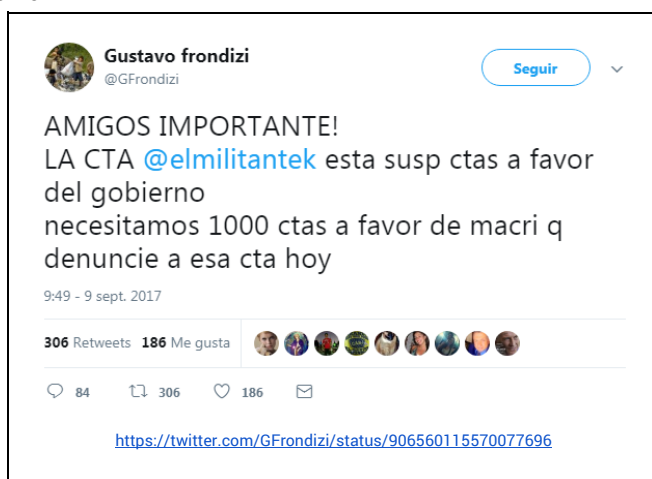 Gustavo frondizi
@GFrondizi
Seguir
AMIGOS IMPORTANTE!
LA CTA @elmilitantek esta susp ctas a favor
del gobierno
necesitamos 1000 ctas a favor de macri q
denuncie a esa cta hoy
9:49 - 9 sept. 2017
306 Retweets 186 Me gusta
84 306 186
https://twitter.com/GFrondizi/status/906560115570077696